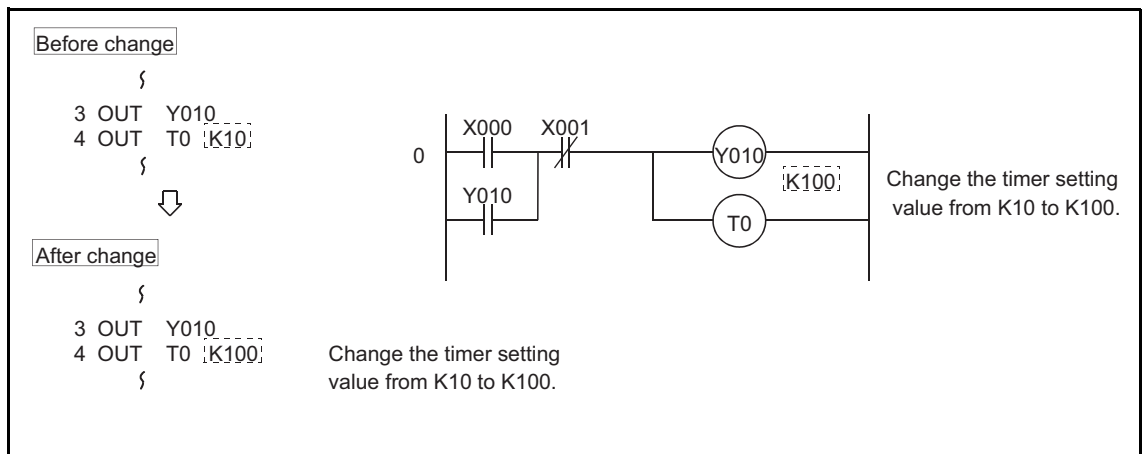 Before change
3 OUT Y010
4 OUT T0 K10
After change
3 OUT Y010
4 OUT T0 K100
Change the timer setting
value from K10 to K100.
X000 X001
0
Y010
K100
Y010
T0
Change the timer setting
value from K10 to K100.